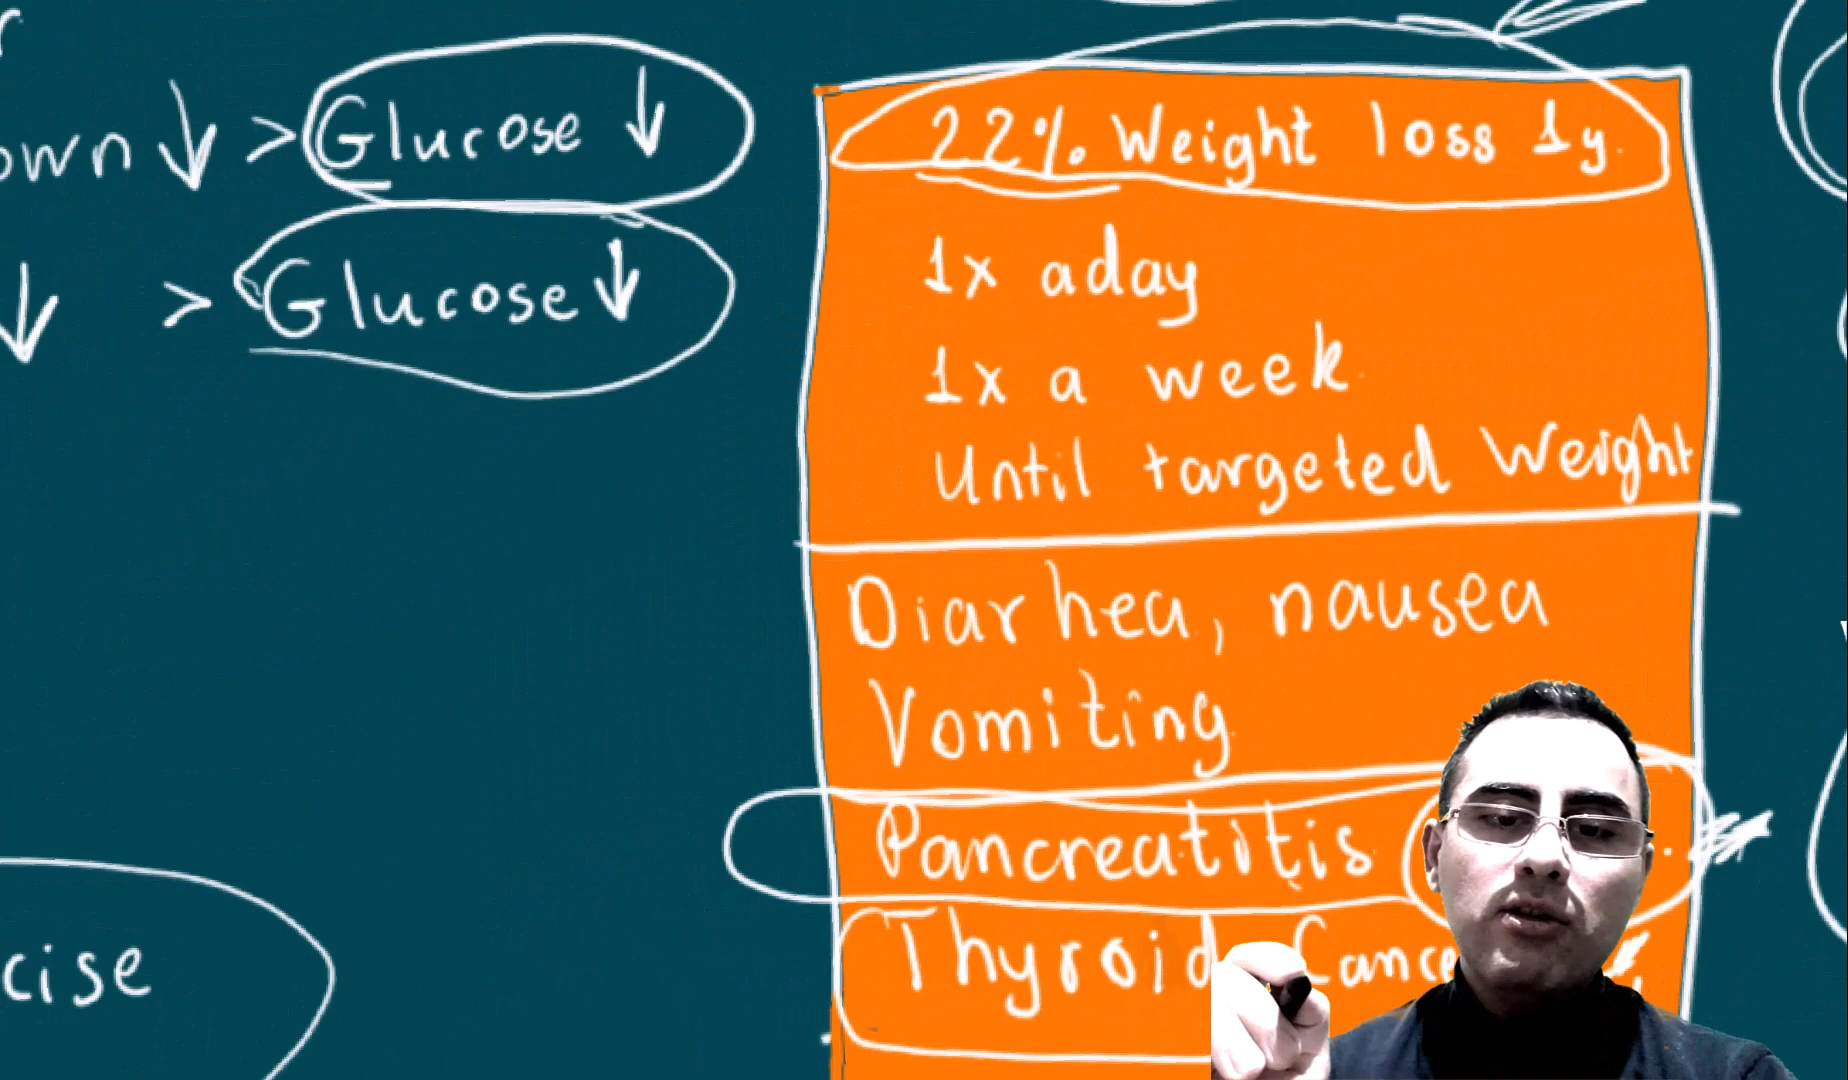 own ↓ > Glucose ↓
↓ > Glucose ↓
cise
22% Weight loss 1y.
1x aday
1x a week
Until targeted Weight
Diarhea, nausea
Vomiting
Pancreatitis
Thyroid Cance